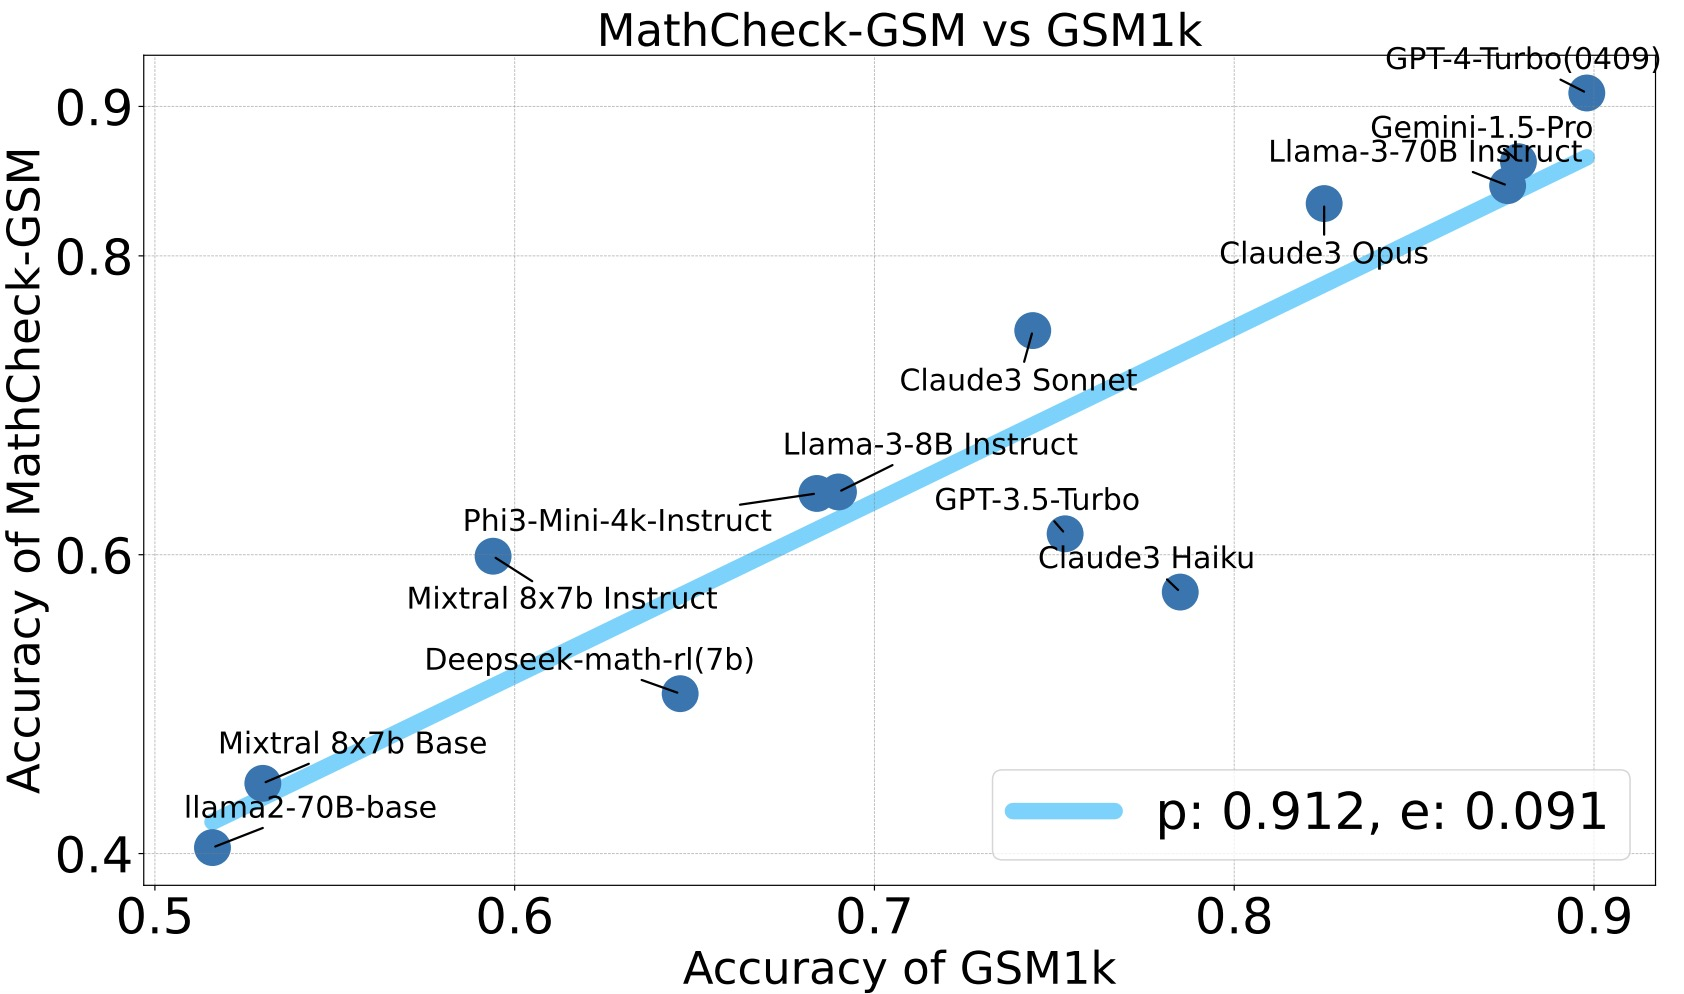 MathCheck-GSM vs GSM1k
GPT-4-Turbo(0409)
Gemini-1.5-Pro
Llama-3-70B Instruct
Claude3 Opus
Claude3 Sonnet
Llama-3-8B Instruct
GPT-3.5-Turbo
Phi3-Mini-4k-Instruct
Claude3 Haiku
Mixtral 8x7b Instruct
Deepseek-math-rl(7b)
Mixtral 8x7b Base
llama2-70B-base
p: 0.912, e: 0.091
0.9
0.8
0.6
0.4
Accuracy of MathCheck-GSM
0.5 0.6 0.7 0.8 0.9
Accuracy of GSM1k